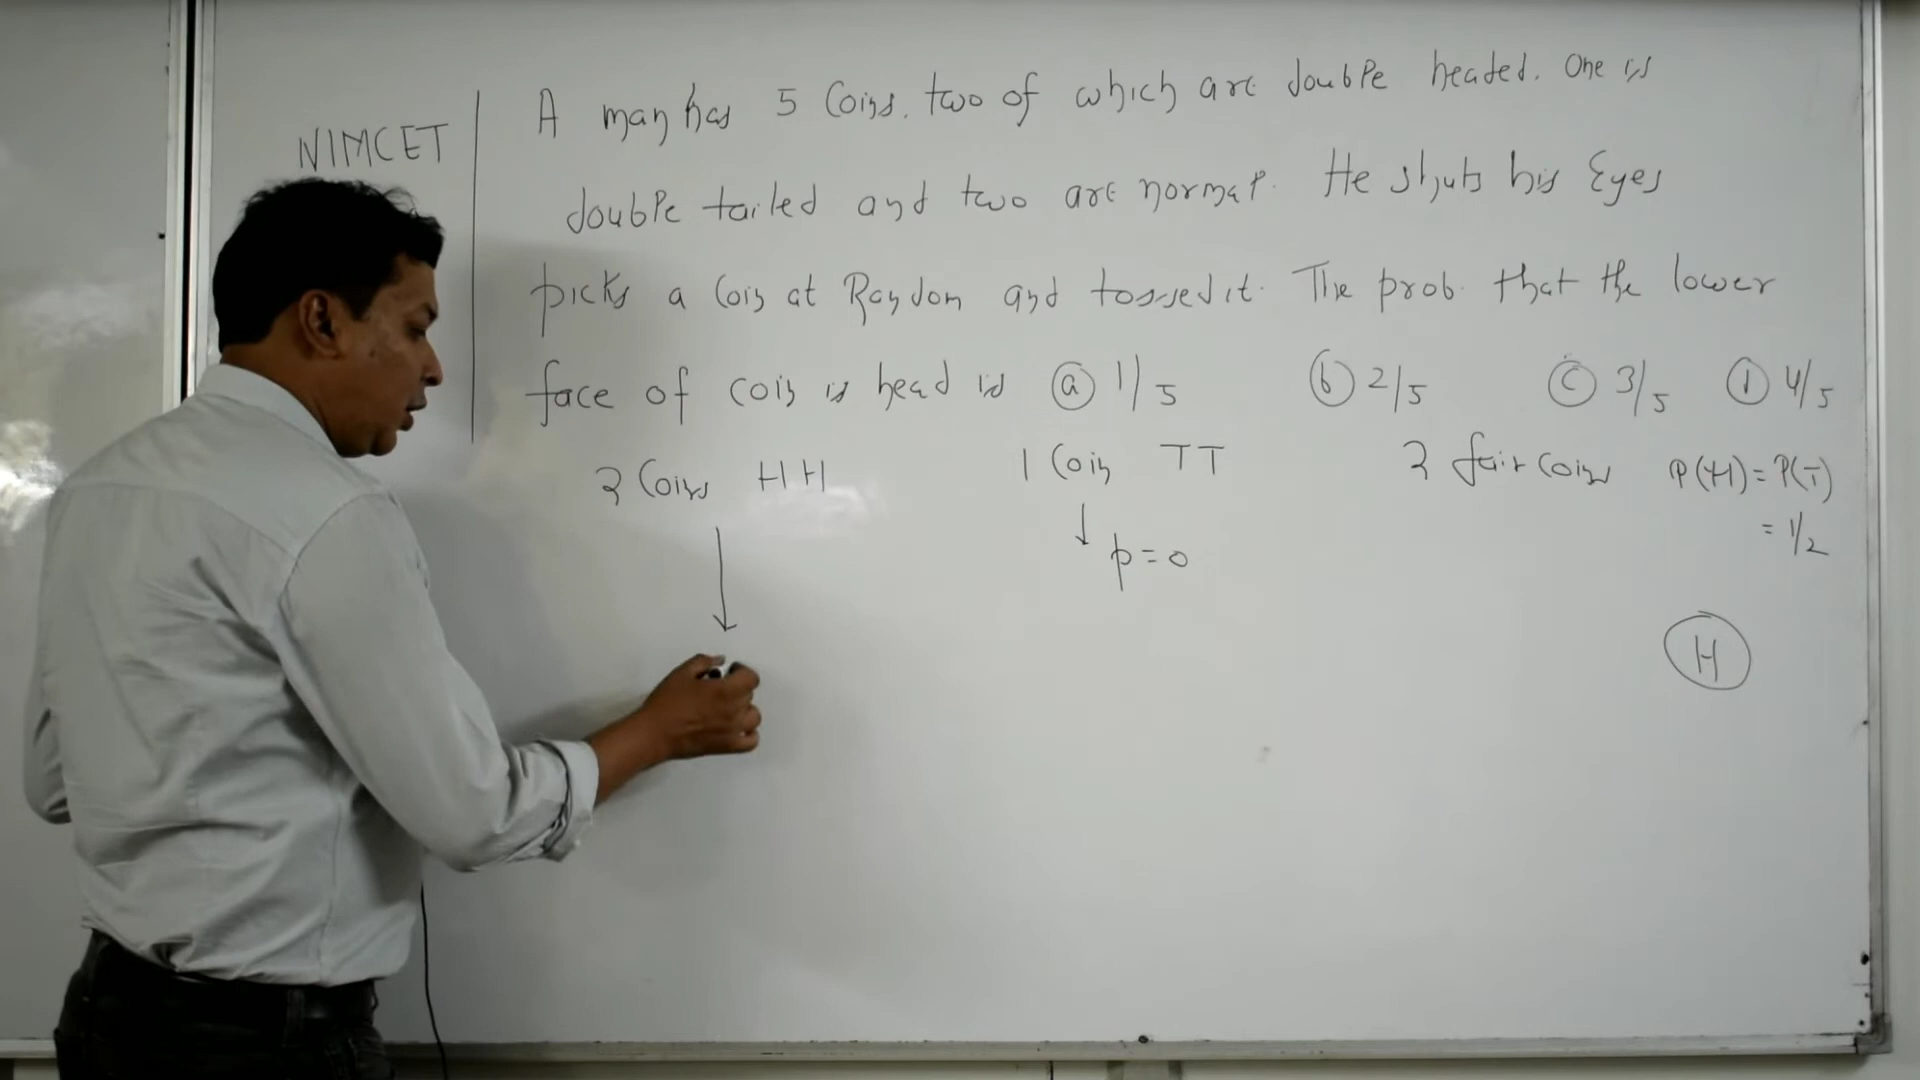 NIMCET
A man has 5 Coins. two of which are double headed. One is
double tailed and two are normal. He shuts his Eyes
picks a Coin at Random and tossed it. The prob. that the lower
face of coin is head is (a) 1/5 (b) 2/5 (c) 3/5 (d) 4/5
2 Coins HH 1 Coin TT 2 fair coins P(H) = P(T)
= 1/2
p = 0
H